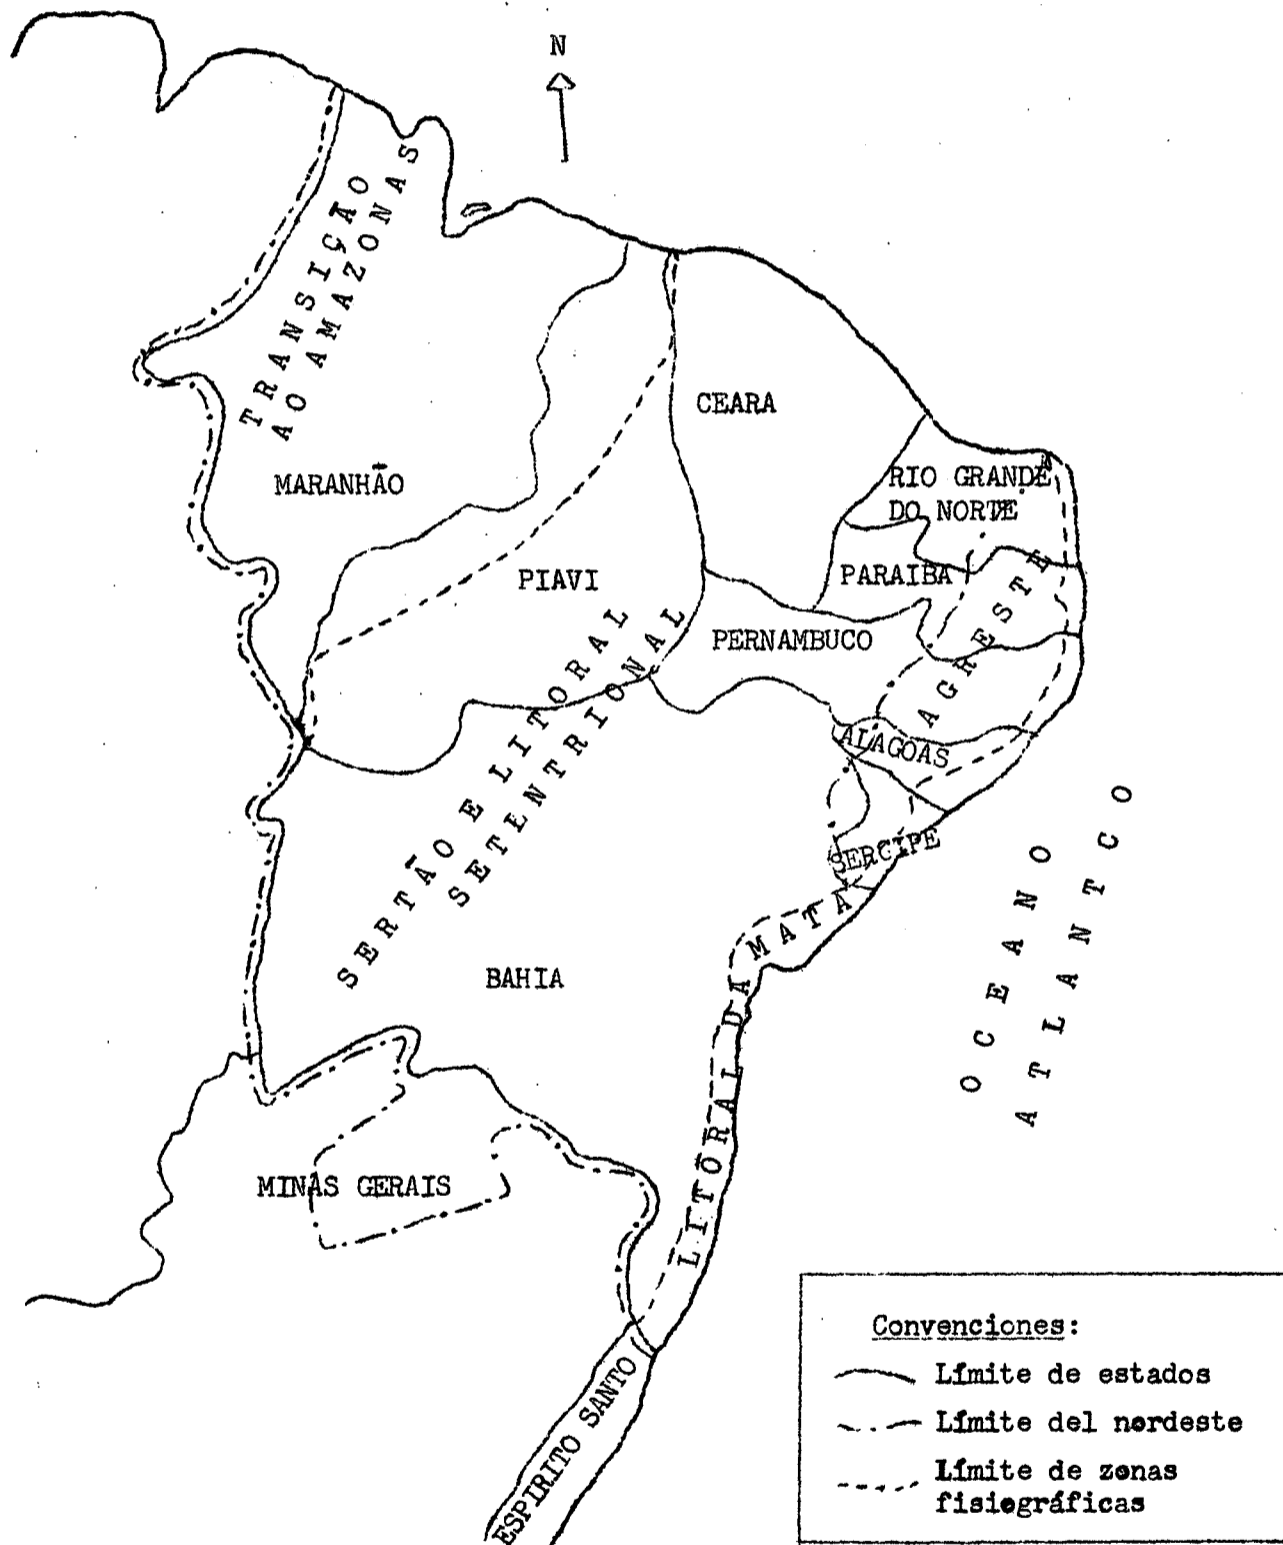 N
TRANSIÇÃO
AO AMAZONAS
CEARA
MARANHÃO
RIO GRANDE
DO NORTE
PIAVI
PARAIBA
PERNAMBUCO
AGRESTE
ALAGOAS
SERTÃO E LITORAL
SETENTRIONAL
SERGIPE
OCEANO
ATLANTCO
BAHIA
LITORAL DA MATA
MINAS GERAIS
ESPIRITO SANTO
Convenciones:
Límite de estados
Límite del nordeste
Límite de zonas
fisiográficas